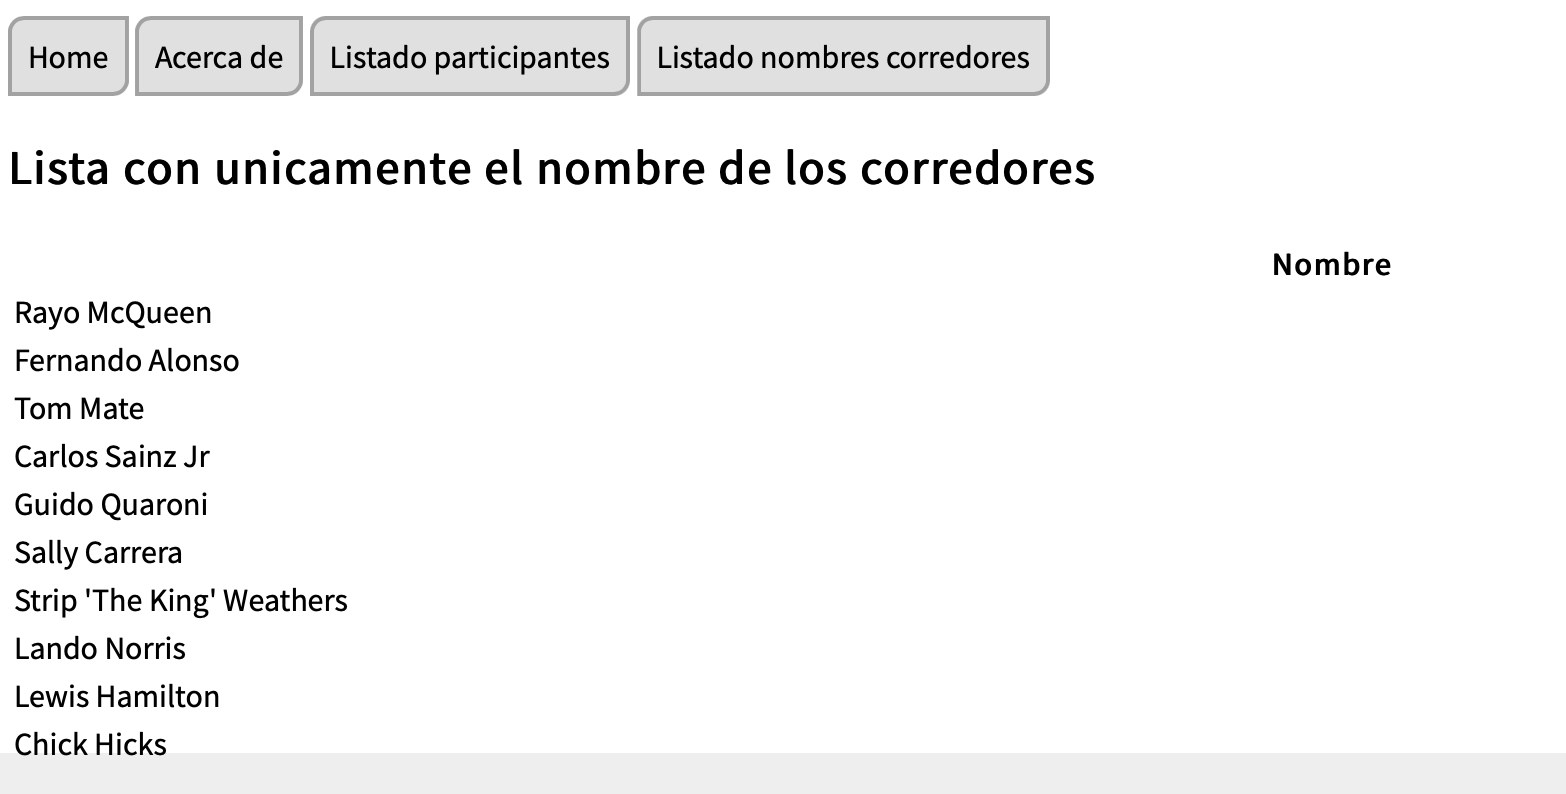 Home Acerca de Listado participantes Listado nombres corredores
Lista con unicamente el nombre de los corredores
Nombre
Rayo McQueen
Fernando Alonso
Tom Mate
Carlos Sainz Jr
Guido Quaroni
Sally Carrera
Strip 'The King' Weathers
Lando Norris
Lewis Hamilton
Chick Hicks